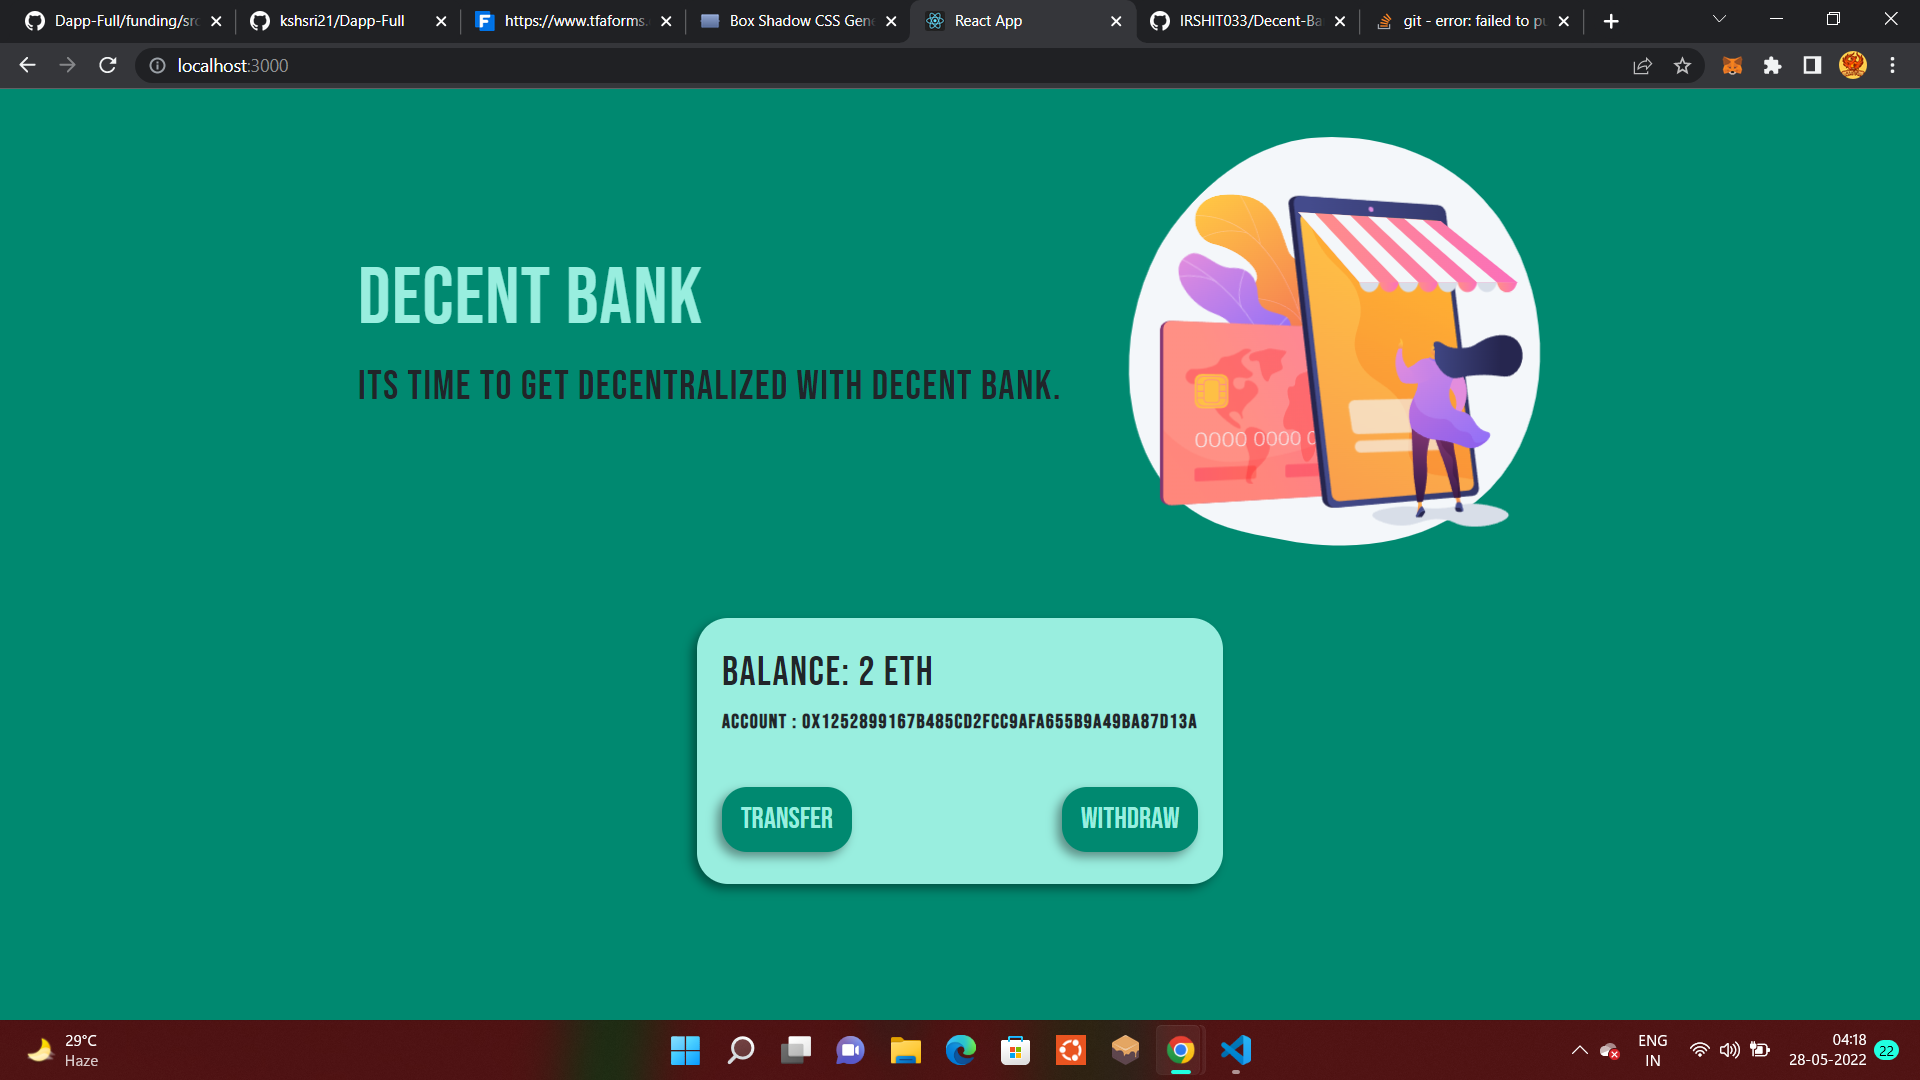 Dapp-Full/funding/src
kshsri21/Dapp-Full
https://www.tfaforms.
Box Shadow CSS Gene
React App
IRSHIT033/Decent-Ba
git - error: failed to pu
localhost:3000
DECENT BANK
ITS TIME TO GET DECENTRALIZED WITH DECENT BANK.
0000 0000 0
BALANCE: 2 ETH
ACCOUNT : 0X1252899167B485CD2FCC9AFA655B9A49BA87D13A
TRANSFER
WITHDRAW
29°C
Haze
ENG
IN
04:18
28-05-2022
22